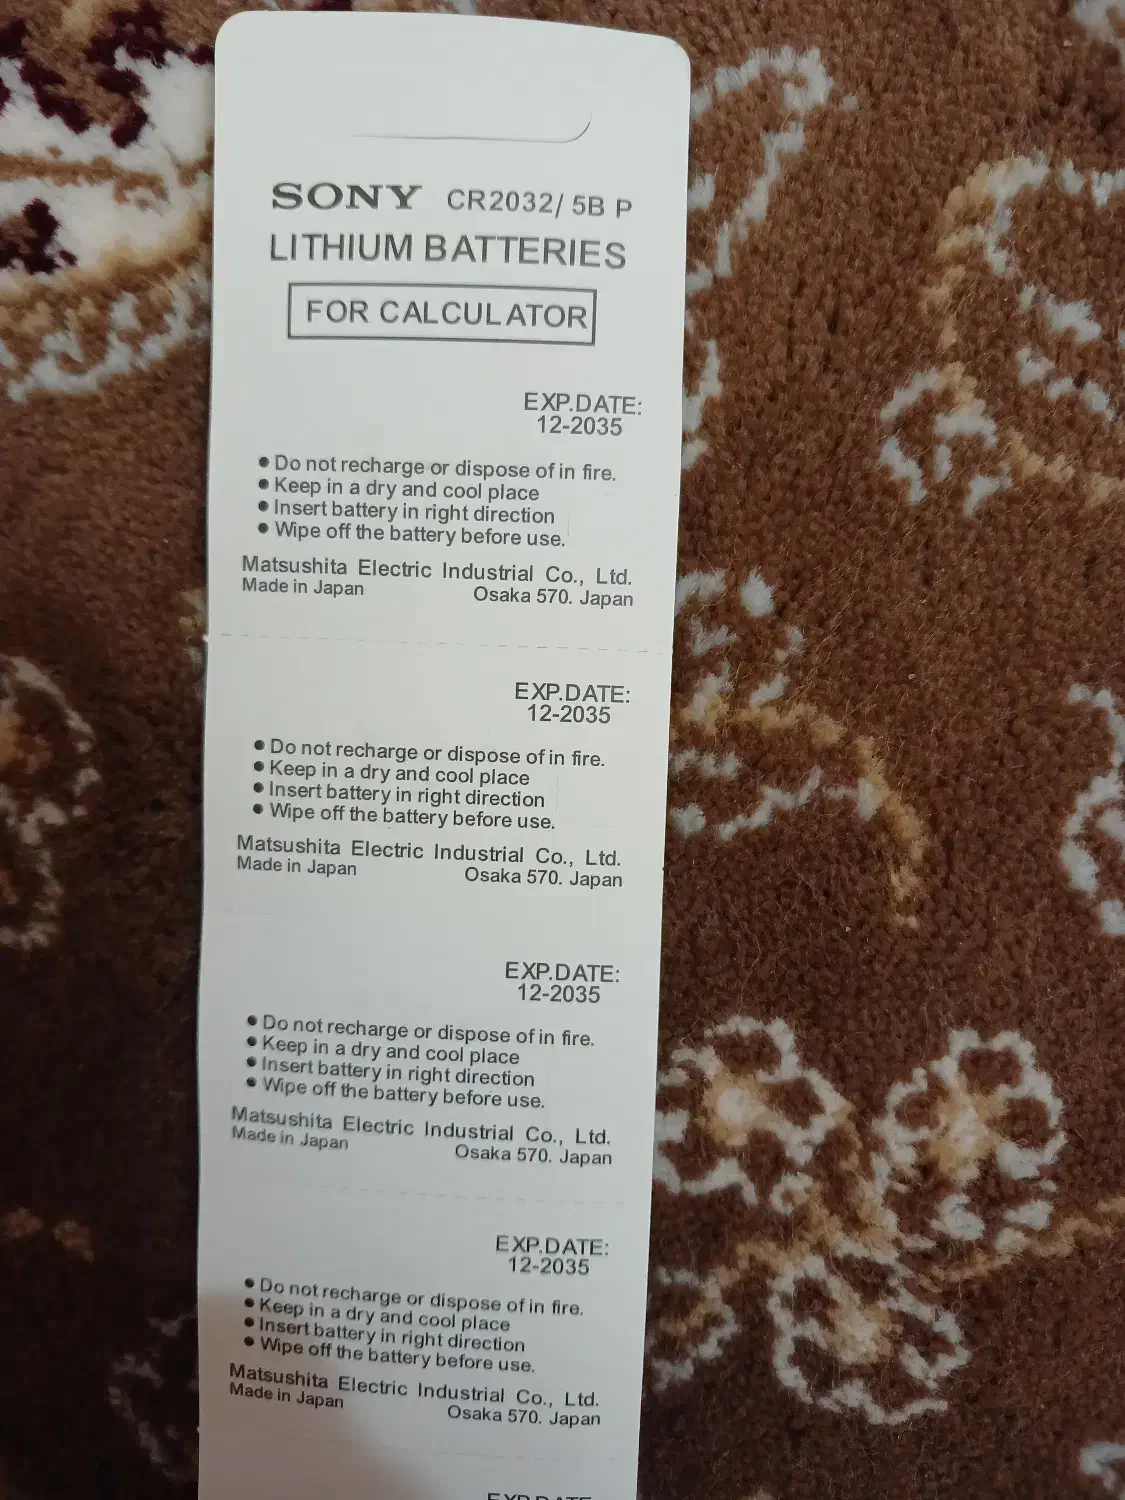 SONY CR2032/ 5B P
LITHIUM BATTERIES
FOR CALCULATOR
EXP.DATE:
12-2035
● Do not recharge or dispose of in fire.
● Keep in a dry and cool place
● Insert battery in right direction
● Wipe off the battery before use.
Matsushita Electric Industrial Co., Ltd.
Made in Japan Osaka 570. Japan
EXP.DATE:
12-2035
● Do not recharge or dispose of in fire.
● Keep in a dry and cool place
● Insert battery in right direction
● Wipe off the battery before use.
Matsushita Electric Industrial Co., Ltd.
Made in Japan Osaka 570. Japan
EXP.DATE:
12-2035
● Do not recharge or dispose of in fire.
● Keep in a dry and cool place
● Insert battery in right direction
● Wipe off the battery before use.
Matsushita Electric Industrial Co., Ltd.
Made in Japan Osaka 570. Japan
EXP.DATE:
12-2035
● Do not recharge or dispose of in fire.
● Keep in a dry and cool place
● Insert battery in right direction
● Wipe off the battery before use.
Matsushita Electric Industrial Co., Ltd.
Made in Japan Osaka 570. Japan